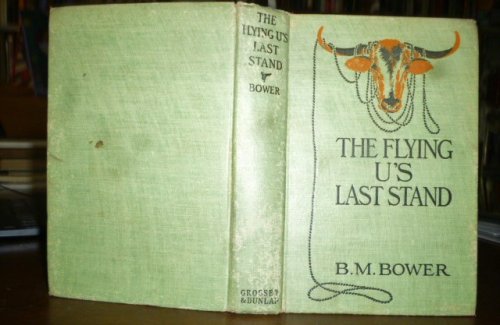 THE
FLYING
U'S
LAST
STAND
BOWER
GROSSET
& DUNLAP
THE FLYING
U'S
LAST STAND
B.M. BOWER